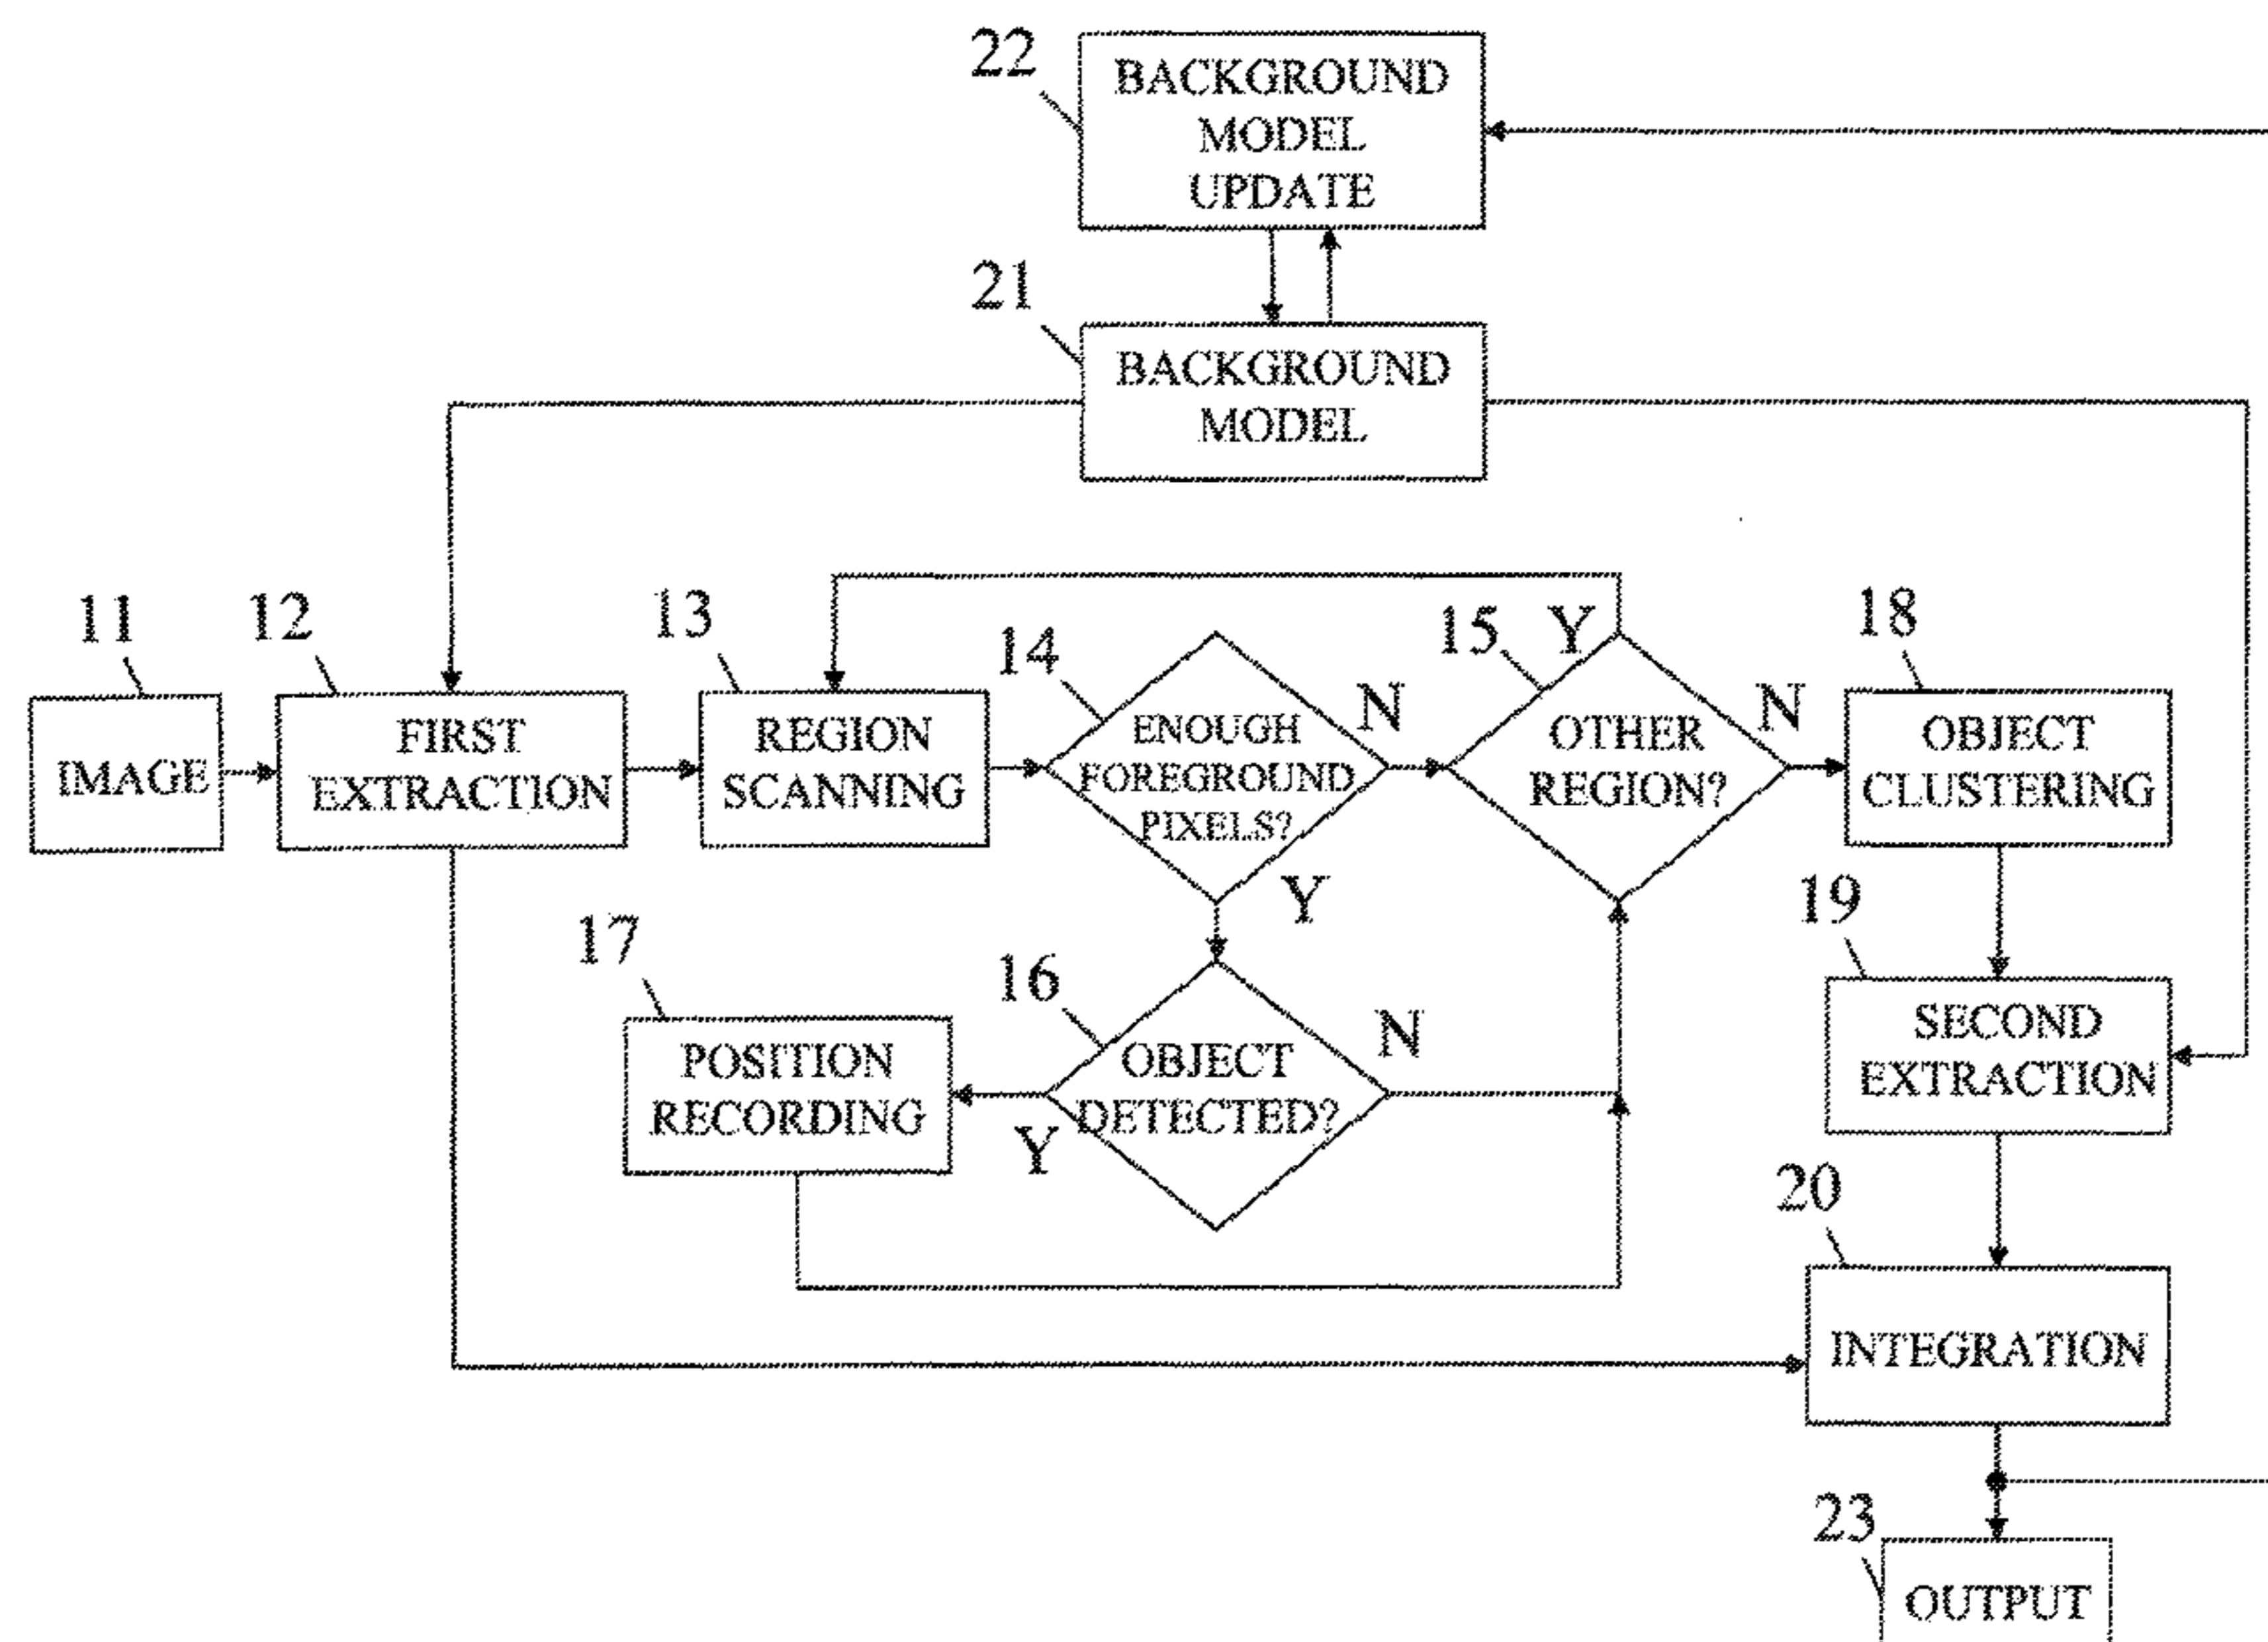 22
BACKGROUND
MODEL
UPDATE
21
BACKGROUND
MODEL
11
IMAGE
12
FIRST
EXTRACTION
13
REGION
SCANNING
14
ENOUGH
FOREGROUND
PIXELS?
N
Y
15
Y
OTHER
REGION?
N
18
OBJECT
CLUSTERING
17
POSITION
RECORDING
16
OBJECT
DETECTED?
N
Y
19
SECOND
EXTRACTION
20
INTEGRATION
23
OUTPUT